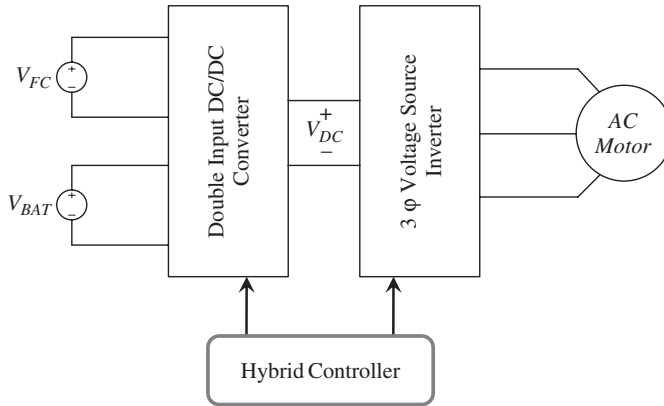 V_FC
+
−
V_BAT
+
−
Double Input DC/DC
Converter
+
V_DC
−
3 φ Voltage Source
Inverter
AC
Motor
Hybrid Controller